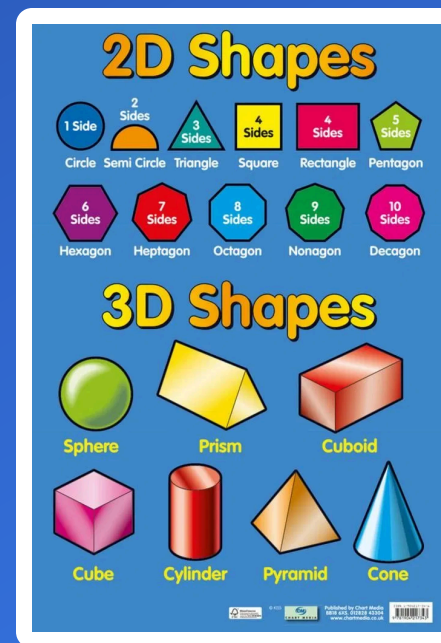 2D Shapes
1 Side
2
Sides
3
Sides
4
Sides
4
Sides
5
Sides
Circle Semi Circle Triangle Square Rectangle Pentagon
6
Sides
7
Sides
8
Sides
9
Sides
10
Sides
Hexagon Heptagon Octagon Nonagon Decagon
3D Shapes
Sphere Prism Cuboid
Cube Cylinder Pyramid Cone
CHART MEDIA
Published by Chart Media
www.chartmedia.co.uk